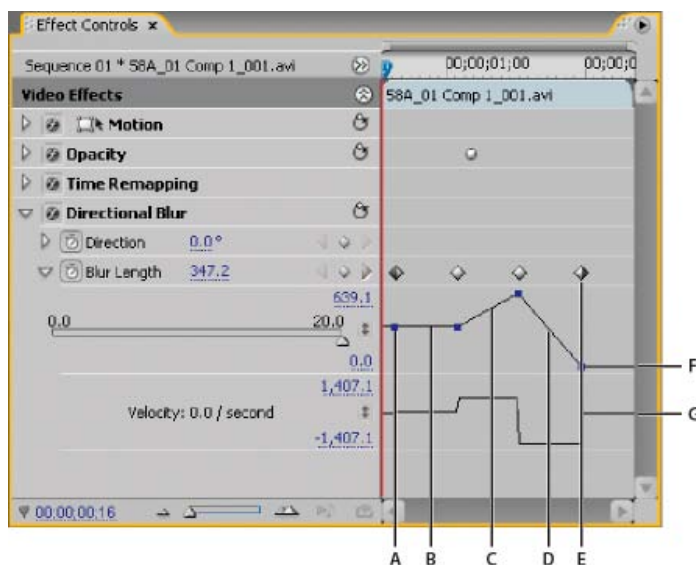 Effect Controls x
Sequence 01 * 58A_01 Comp 1_001.avi
00;00;01;00 00;00;0
Video Effects
58A_01 Comp 1_001.avi
Motion
Opacity
Time Remapping
Directional Blur
Direction 0.0°
Blur Length 347.2
639.1
0.0 20.0
0.0
1,407.1
Velocity: 0.0 / second
-1,407.1
00;00;00;16
F
G
A B C D E